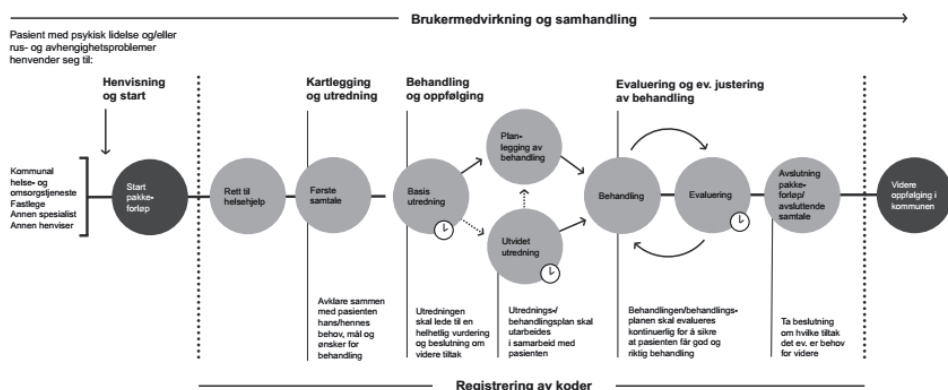 Brukermedvirkning og samhandling
Pasient med psykisk lidelse og/eller
rus- og avhengighetsproblemer
henvender seg til:
Henvisning
og start
Kartlegging
og utredning
Behandling
og oppfølging
Evaluering og ev. justering
av behandling
Kommunal
helse- og
omsorgstjeneste
Fastlege
Annen spesialist
Annen henviser
Start
pakke-
forløp
Rett til
helsehjelp
Første
samtale
Basis
utredning
Plan-
legging av
behandling
Utvidet
utredning
Behandling
Evaluering
Avslutning
pakke-
forløp/
avsluttende
samtale
Videre
oppfølging i
kommunen
Avklare sammen
med pasienten
hans/hennes
behov, mål og
ønsker for
behandling
Utredningen
skal lede til en
helhetlig vurdering
og beslutning om
videre tiltak
Utrednings-/
behandlingsplan skal
utarbeides
i samarbeid med
pasienten
Behandlingen/behandlings-
planen skal evalueres
kontinuerlig for å sikre
at pasienten får god og
riktig behandling
Ta beslutning
om hvilke tiltak
det ev. er behov
for videre
Registrering av koder